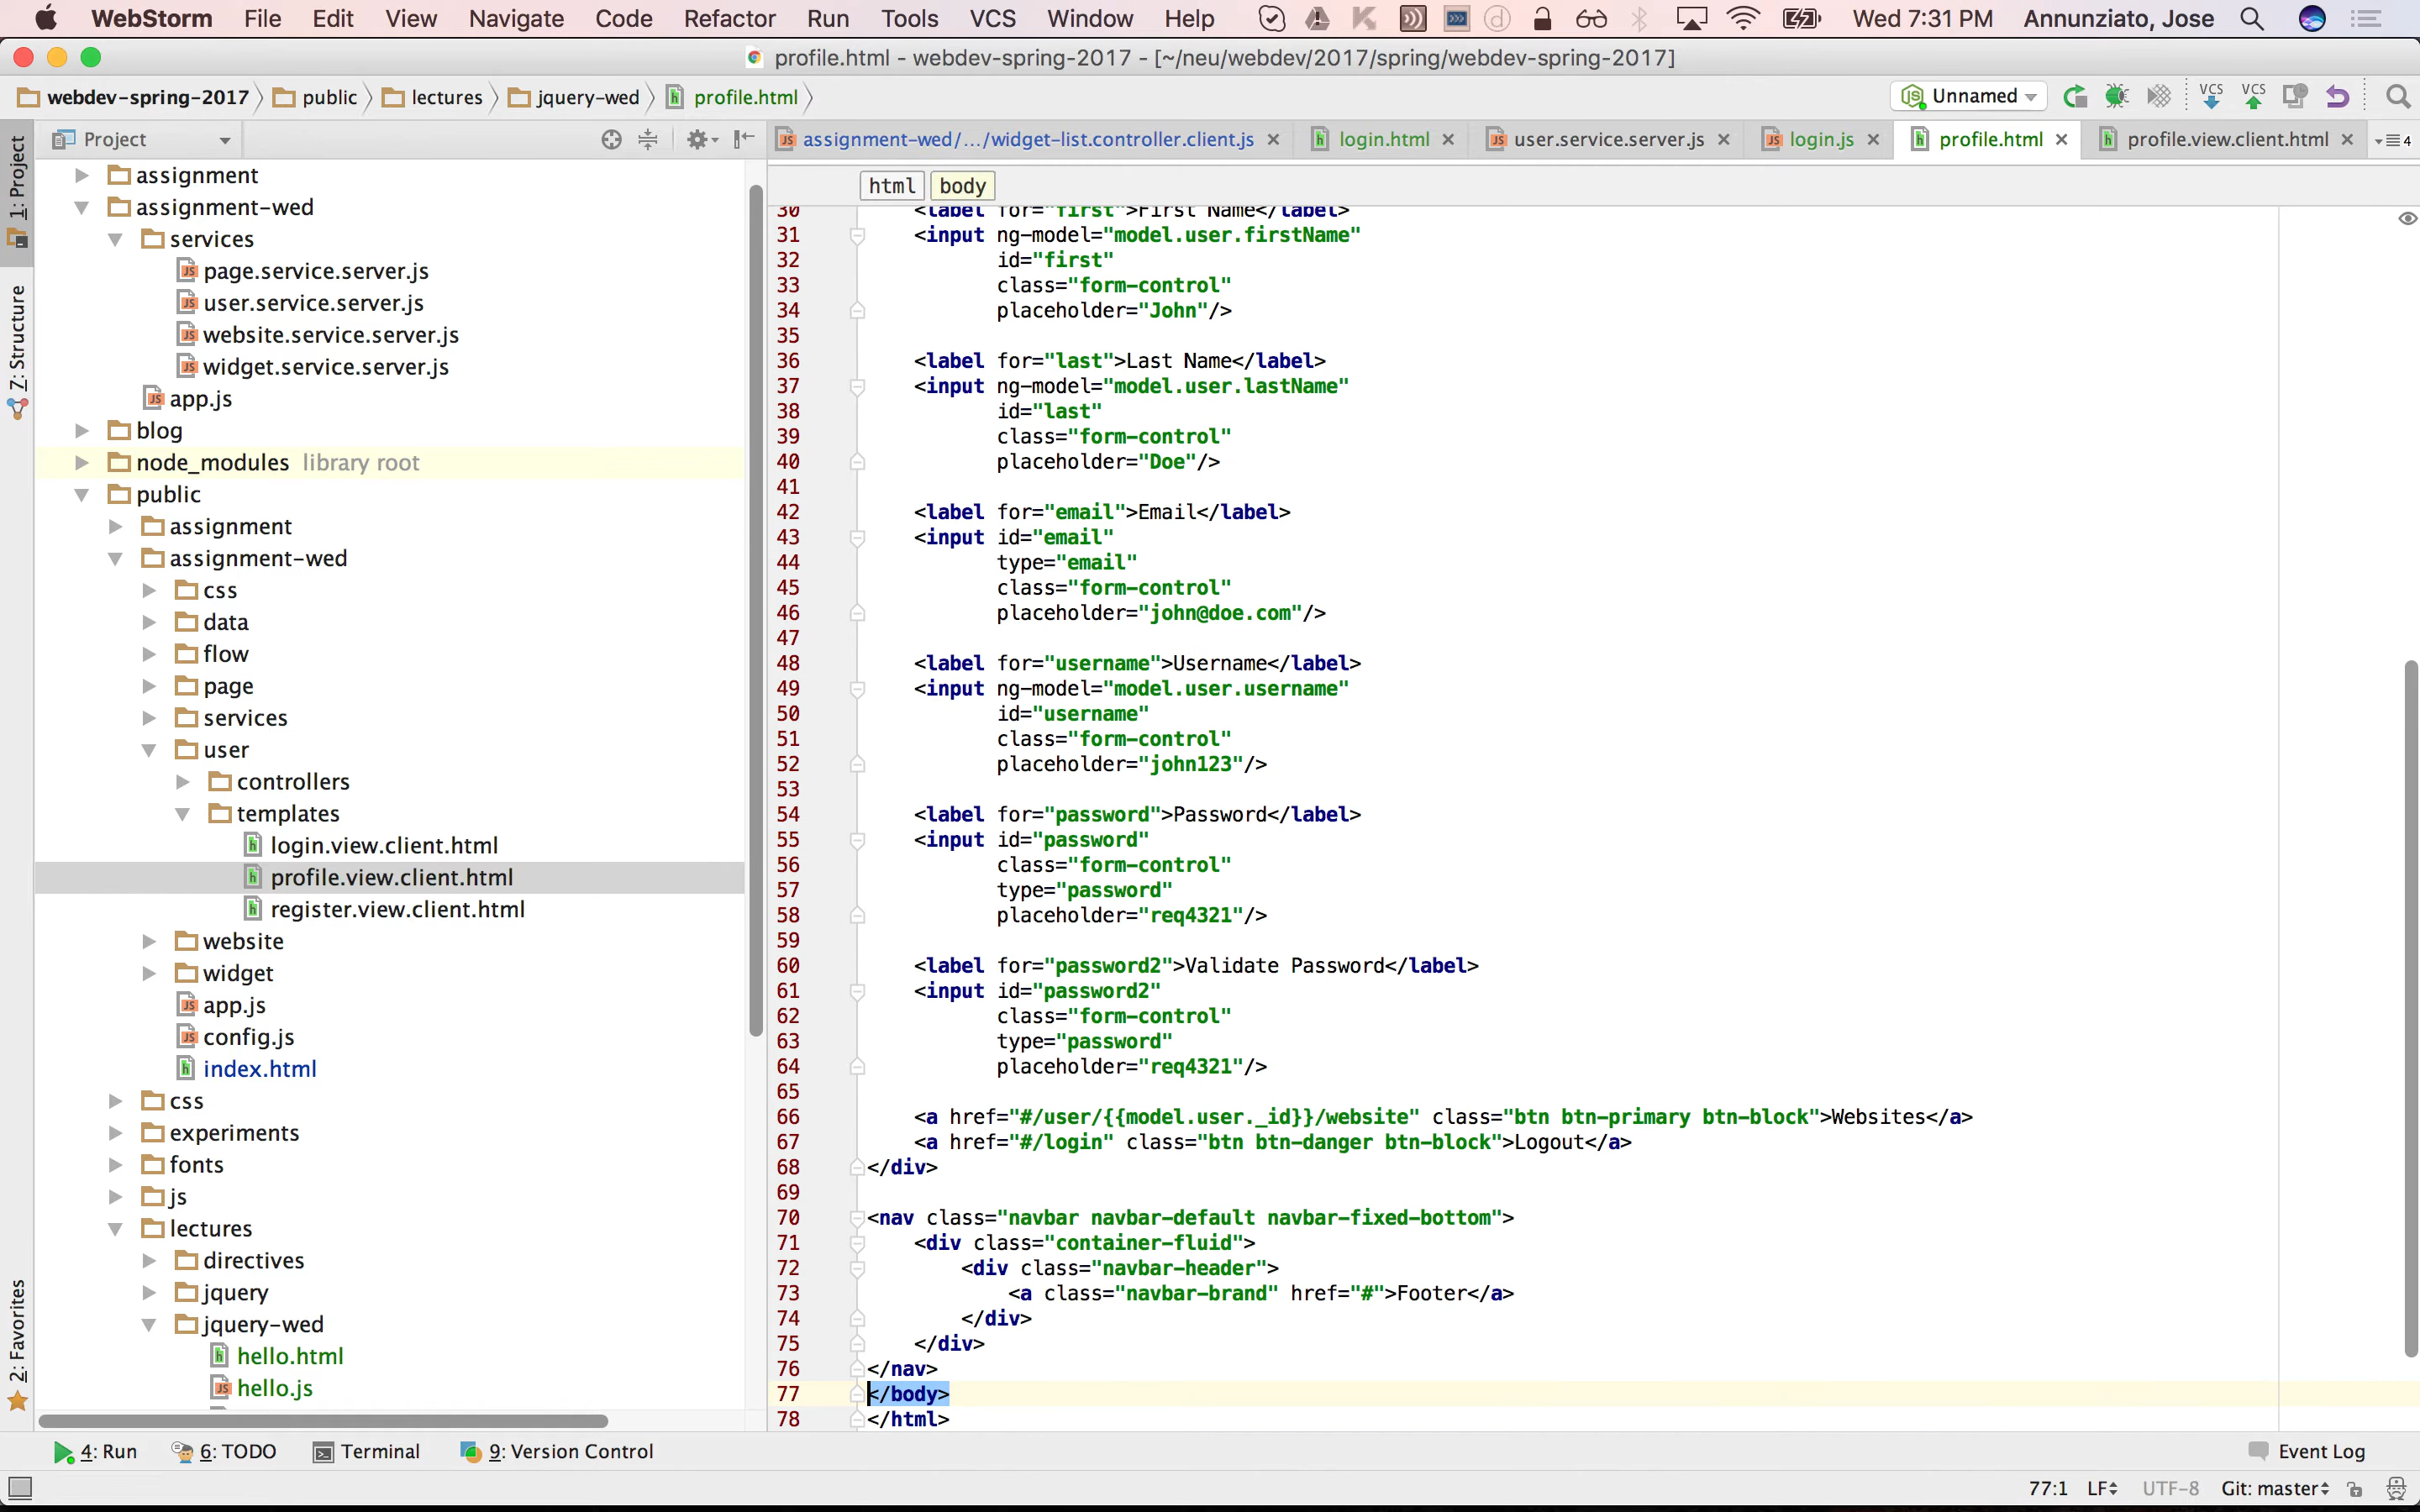 WebStorm File Edit View Navigate Code Refactor Run Tools VCS Window Help Wed 7:31 PM Annunziato, Jose
profile.html - webdev-spring-2017 - [~/neu/webdev/2017/spring/webdev-spring-2017]
webdev-spring-2017 public lectures jquery-wed profile.html Unnamed VCS VCS
Project
assignment-wed/.../widget-list.controller.client.js login.html user.service.server.js login.js profile.html profile.view.client.html 4
html body
1: Project
7: Structure
2: Favorites
assignment
assignment-wed
services
page.service.server.js
user.service.server.js
website.service.server.js
widget.service.server.js
app.js
blog
node_modules library root
public
assignment
assignment-wed
css
data
flow
page
services
user
controllers
templates
login.view.client.html
profile.view.client.html
register.view.client.html
website
widget
app.js
config.js
index.html
css
experiments
fonts
js
lectures
directives
jquery
jquery-wed
hello.html
hello.js
30 <label for="first">First Name</label>
31 <input ng-model="model.user.firstName"
32 id="first"
33 class="form-control"
34 placeholder="John"/>
35
36 <label for="last">Last Name</label>
37 <input ng-model="model.user.lastName"
38 id="last"
39 class="form-control"
40 placeholder="Doe"/>
41
42 <label for="email">Email</label>
43 <input id="email"
44 type="email"
45 class="form-control"
46 placeholder="john@doe.com"/>
47
48 <label for="username">Username</label>
49 <input ng-model="model.user.username"
50 id="username"
51 class="form-control"
52 placeholder="john123"/>
53
54 <label for="password">Password</label>
55 <input id="password"
56 class="form-control"
57 type="password"
58 placeholder="req4321"/>
59
60 <label for="password2">Validate Password</label>
61 <input id="password2"
62 class="form-control"
63 type="password"
64 placeholder="req4321"/>
65
66 <a href="#/user/{{model.user._id}}/website" class="btn btn-primary btn-block">Websites</a>
67 <a href="#/login" class="btn btn-danger btn-block">Logout</a>
68 </div>
69
70 <nav class="navbar navbar-default navbar-fixed-bottom">
71 <div class="container-fluid">
72 <div class="navbar-header">
73 <a class="navbar-brand" href="#">Footer</a>
74 </div>
75 </div>
76 </nav>
77 </body>
78 </html>
4: Run 6: TODO Terminal 9: Version Control Event Log
77:1 LF UTF-8 Git: master